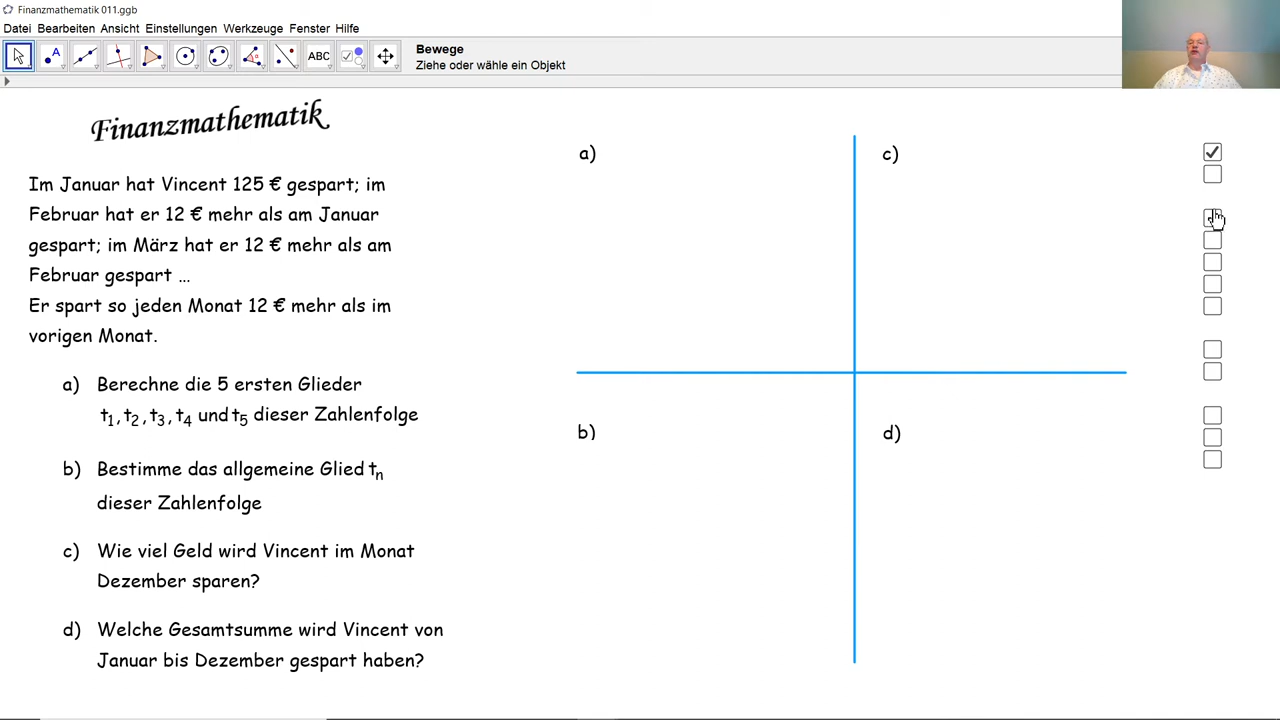 Finanzmathematik 011.ggb
Datei Bearbeiten Ansicht Einstellungen Werkzeuge Fenster Hilfe
A
ABC
Bewege
Ziehe oder wähle ein Objekt
Finanzmathematik
Im Januar hat Vincent 125 € gespart; im
Februar hat er 12 € mehr als am Januar
gespart; im März hat er 12 € mehr als am
Februar gespart ...
Er spart so jeden Monat 12 € mehr als im
vorigen Monat.
a) Berechne die 5 ersten Glieder
t₁, t₂, t₃, t₄ und t₅ dieser Zahlenfolge
b) Bestimme das allgemeine Glied tₙ
dieser Zahlenfolge
c) Wie viel Geld wird Vincent im Monat
Dezember sparen?
d) Welche Gesamtsumme wird Vincent von
Januar bis Dezember gespart haben?
a)
c)
b)
d)